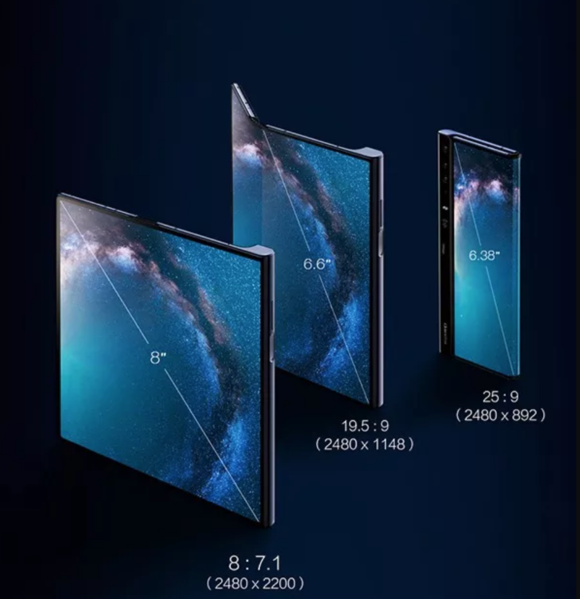 8"
6.6"
6.38"
25 : 9
( 2480 x 892 )
19.5 : 9
( 2480 x 1148 )
8 : 7.1
( 2480 x 2200 )